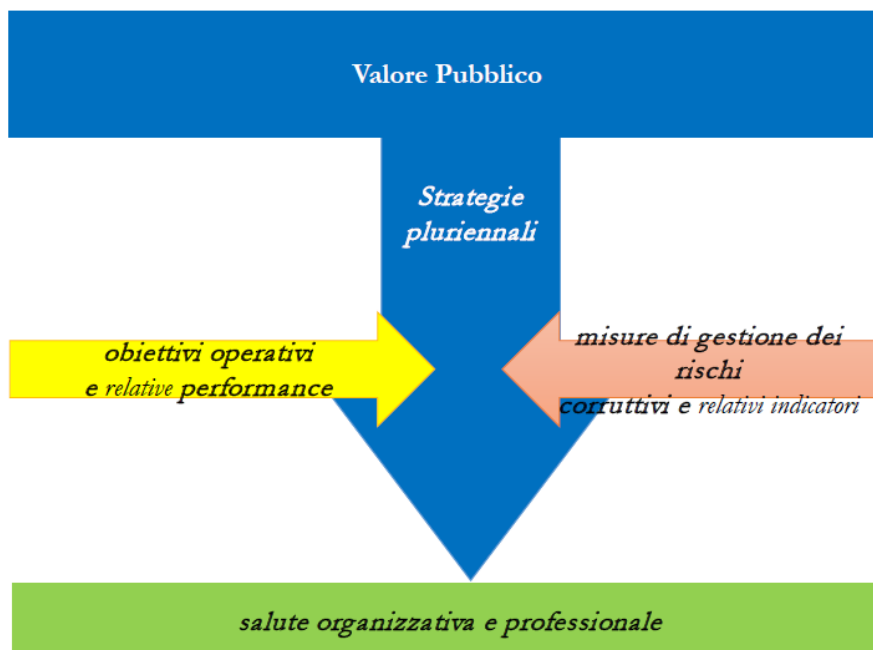 Valore Pubblico
Strategie
pluriennali
obiettivi operativi
e relative performance
misure di gestione dei
rischi
corruttivi e relativi indicatori
salute organizzativa e professionale